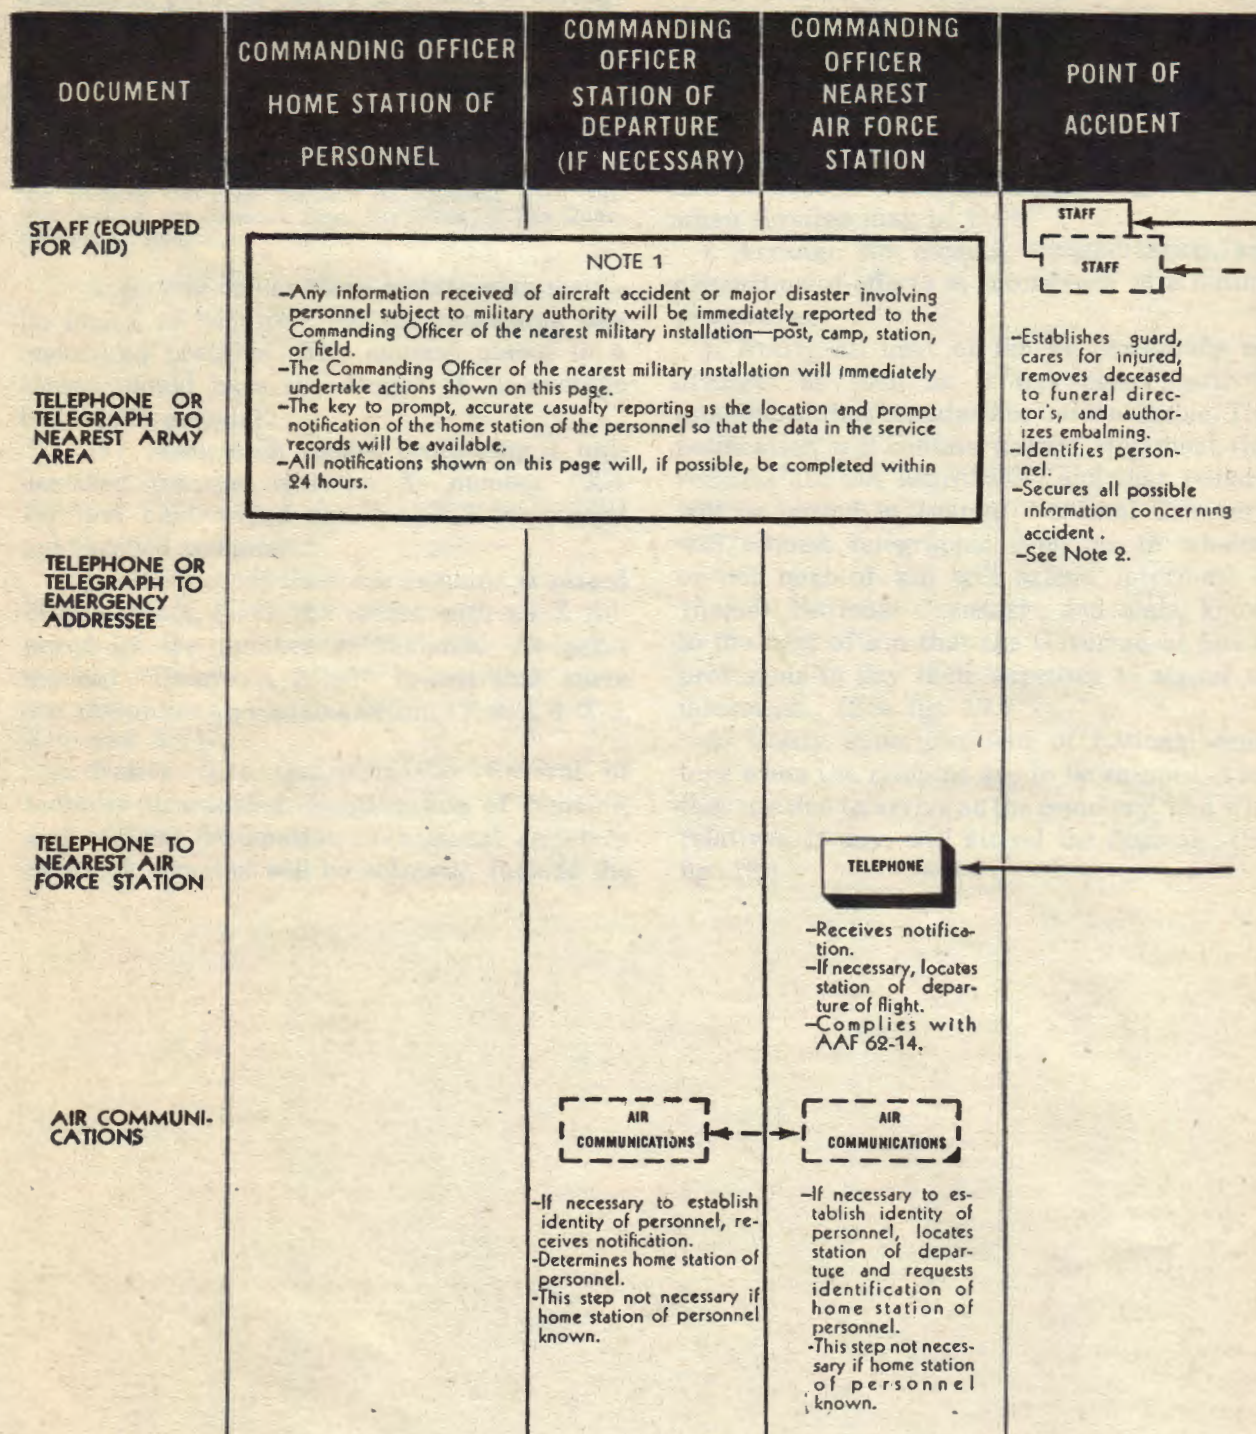 DOCUMENT
COMMANDING OFFICER
HOME STATION OF
PERSONNEL
COMMANDING
OFFICER
STATION OF
DEPARTURE
(IF NECESSARY)
COMMANDING
OFFICER
NEAREST
AIR FORCE
STATION
POINT OF
ACCIDENT
STAFF (EQUIPPED
FOR AID)
NOTE 1
–Any information received of aircraft accident or major disaster involving
personnel subject to military authority will be immediately reported to the
Commanding Officer of the nearest military installation—post, camp, station,
or field.
–The Commanding Officer of the nearest military installation will immediately
undertake actions shown on this page.
–The key to prompt, accurate casualty reporting is the location and prompt
notification of the home station of the personnel so that the data in the service
records will be available.
–All notifications shown on this page will, if possible, be completed within
24 hours.
STAFF
STAFF
–Establishes guard,
cares for injured,
removes deceased
to funeral direc-
tor's, and author-
izes embalming.
–Identifies person-
nel.
–Secures all possible
information concerning
accident.
–See Note 2.
TELEPHONE OR
TELEGRAPH TO
NEAREST ARMY
AREA
TELEPHONE OR
TELEGRAPH TO
EMERGENCY
ADDRESSEE
TELEPHONE TO
NEAREST AIR
FORCE STATION
TELEPHONE
–Receives notifica-
tion.
–If necessary, locates
station of depar-
ture of flight.
–Complies with
AAF 62-14.
AIR COMMUNI-
CATIONS
AIR
COMMUNICATIONS
–If necessary to establish
identity of personnel, re-
ceives notification.
-Determines home station of
personnel.
-This step not necessary if
home station of personnel
known.
AIR
COMMUNICATIONS
–If necessary to es-
tablish identity of
personnel, locates
station of depar-
ture and requests
identification of
home station of
personnel.
-This step not neces-
sary if home station
of personnel
known.